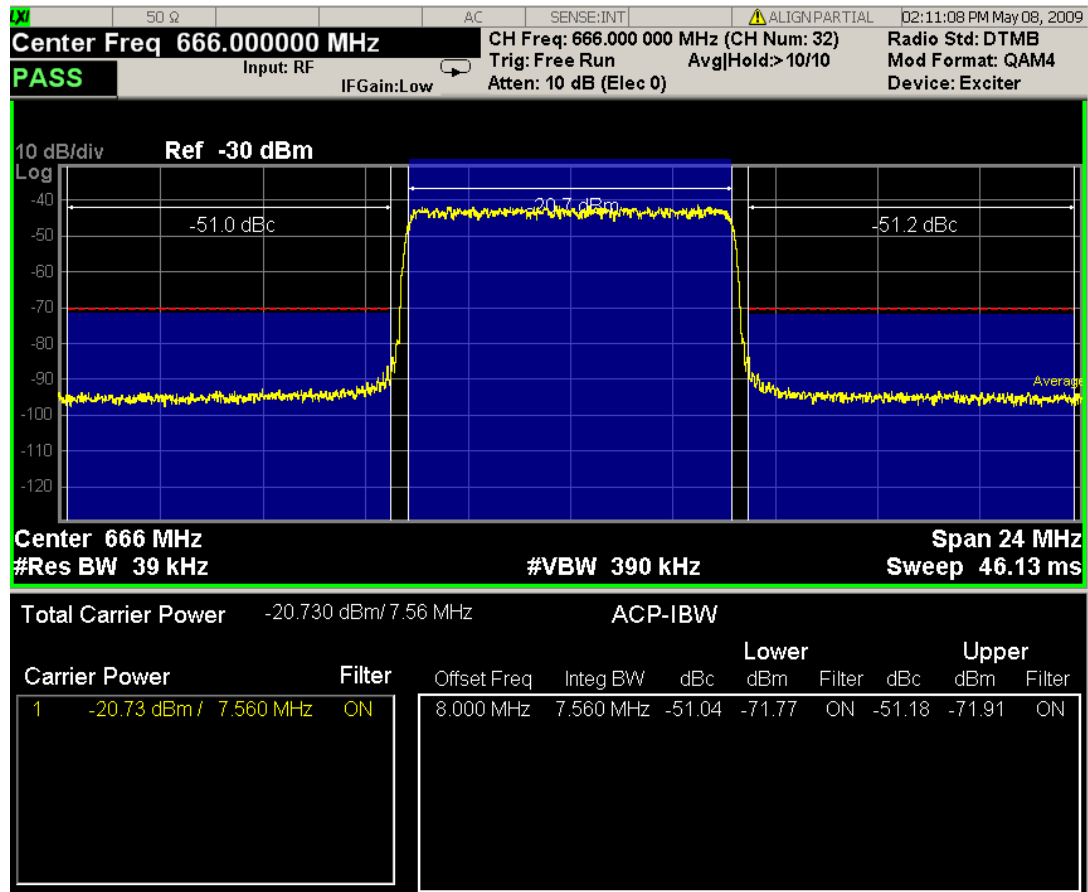 LXI 50 Ω AC SENSE:INT ALIGN PARTIAL 02:11:08 PM May 08, 2009
Center Freq 666.000000 MHz CH Freq: 666.000 000 MHz (CH Num: 32) Radio Std: DTMB
Input: RF Trig: Free Run Avg|Hold:> 10/10 Mod Format: QAM4
PASS IFGain:Low Atten: 10 dB (Elec 0) Device: Exciter
10 dB/div Ref -30 dBm
Log
-40
-20.7 dBm
-51.0 dBc -51.2 dBc
-50
-60
-70
-80
-90
Average
-100
-110
-120
Center 666 MHz Span 24 MHz
#Res BW 39 kHz #VBW 390 kHz Sweep 46.13 ms
Total Carrier Power -20.730 dBm/ 7.56 MHz ACP-IBW
Lower Upper
Carrier Power Filter Offset Freq Integ BW dBc dBm Filter dBc dBm Filter
1 -20.73 dBm / 7.560 MHz ON 8.000 MHz 7.560 MHz -51.04 -71.77 ON -51.18 -71.91 ON